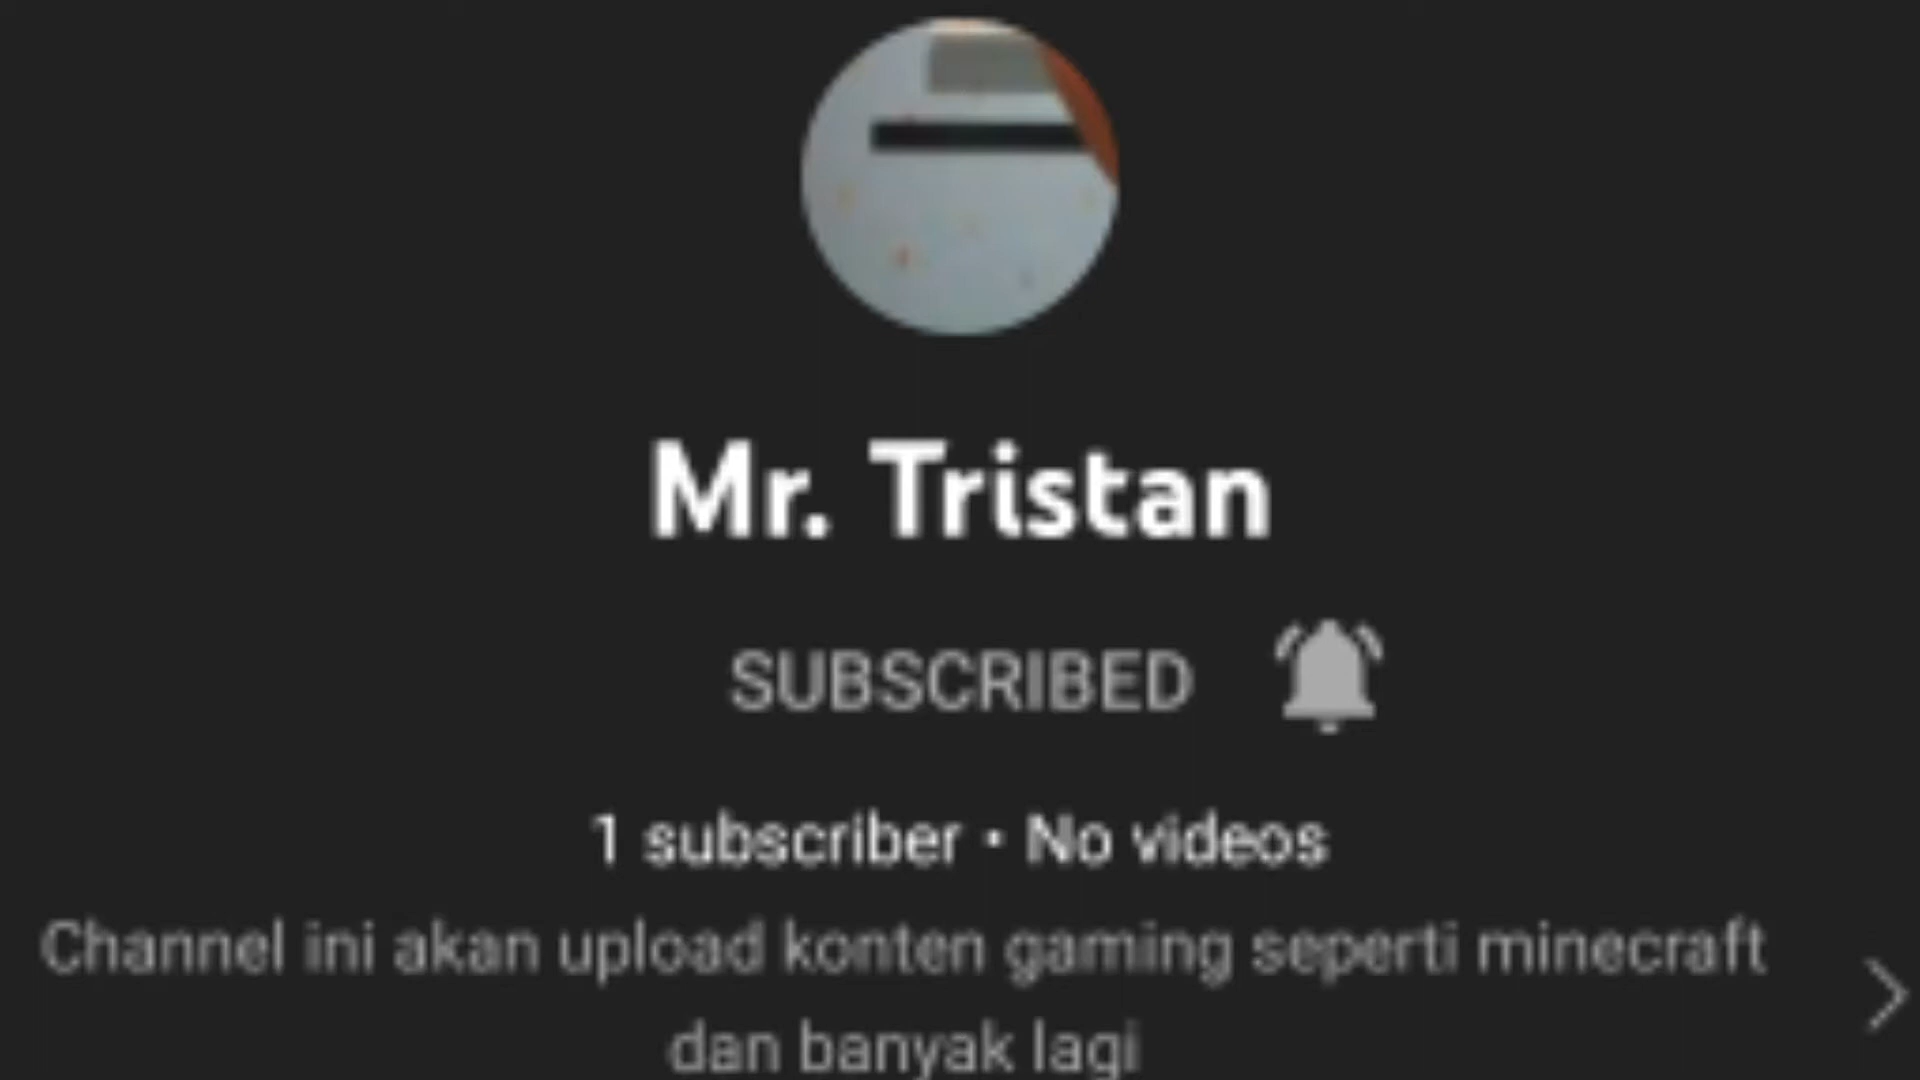 Mr. Tristan
SUBSCRIBED
1 subscriber • No videos
Channel ini akan upload konten gaming seperti minecraft
dan banyak lagi